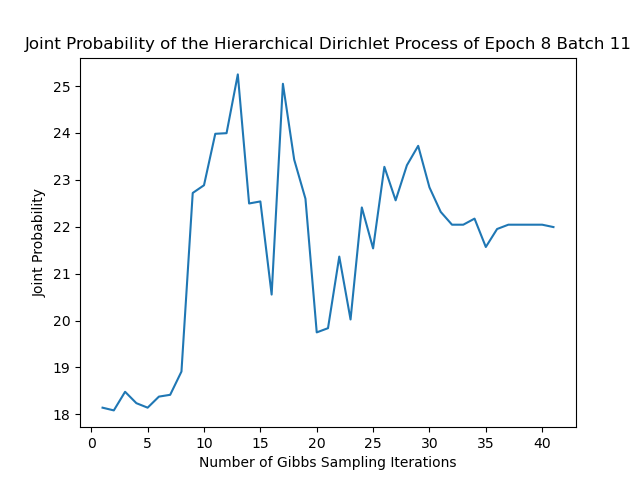 Joint Probability of the Hierarchical Dirichlet Process of Epoch 8 Batch 11
Joint Probability
25
24
23
22
21
20
19
18
0 5 10 15 20 25 30 35 40
Number of Gibbs Sampling Iterations